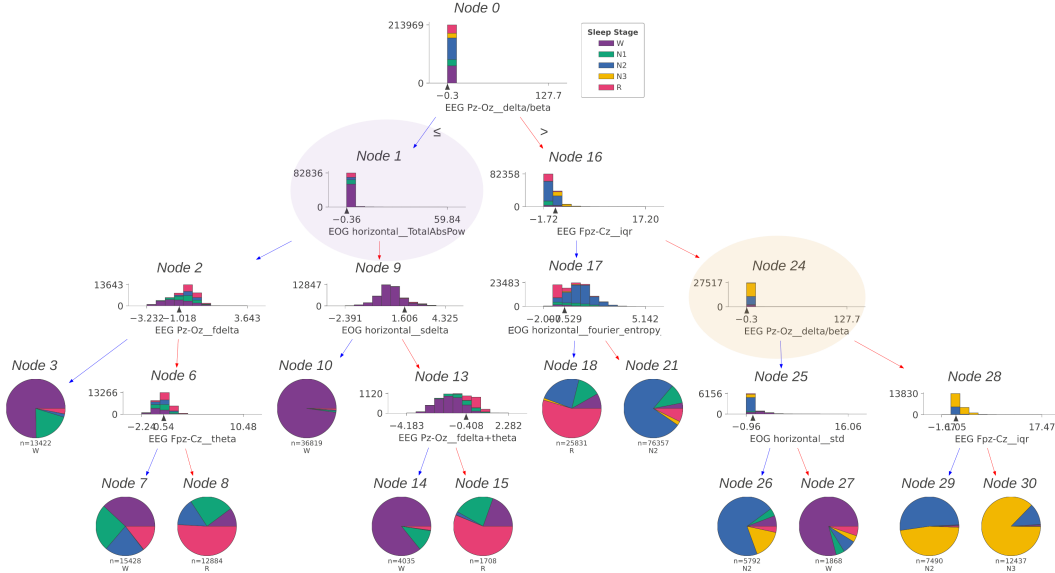 Node 0
213969
0
−0.3
127.7
EEG Pz-Oz__delta/beta
Sleep Stage
W
N1
N2
N3
R
≤
>
Node 1
82836
0
−0.36
59.84
EOG horizontal__TotalAbsPow
Node 16
82358
0
−1.72
17.20
EEG Fpz-Cz__iqr
Node 2
13643
0
−3.232
−1.018
3.643
EEG Pz-Oz__fdelta
Node 9
12847
0
−2.391
1.606
4.325
EOG horizontal__sdelta
Node 17
23483
0
5.142
EOG horizontal__fourier_entropy
Node 24
27517
0
−0.3
127.7
EEG Pz-Oz__delta/beta
Node 3
n=13422
W
Node 6
13266
0
10.48
EEG Fpz-Cz__theta
Node 10
n=36819
W
Node 13
1120
0
−4.183
−0.408
2.282
EEG Pz-Oz__fdelta+theta
Node 18
n=25831
R
Node 21
n=76357
N2
Node 25
6156
0
−0.96
16.06
EOG horizontal__std
Node 28
13830
0
17.47
EEG Fpz-Cz__iqr
Node 7
n=15428
W
Node 8
n=12884
R
Node 14
n=4035
W
Node 15
n=1708
R
Node 26
n=5792
N2
Node 27
n=1868
W
Node 29
n=7490
N2
Node 30
n=12437
N3